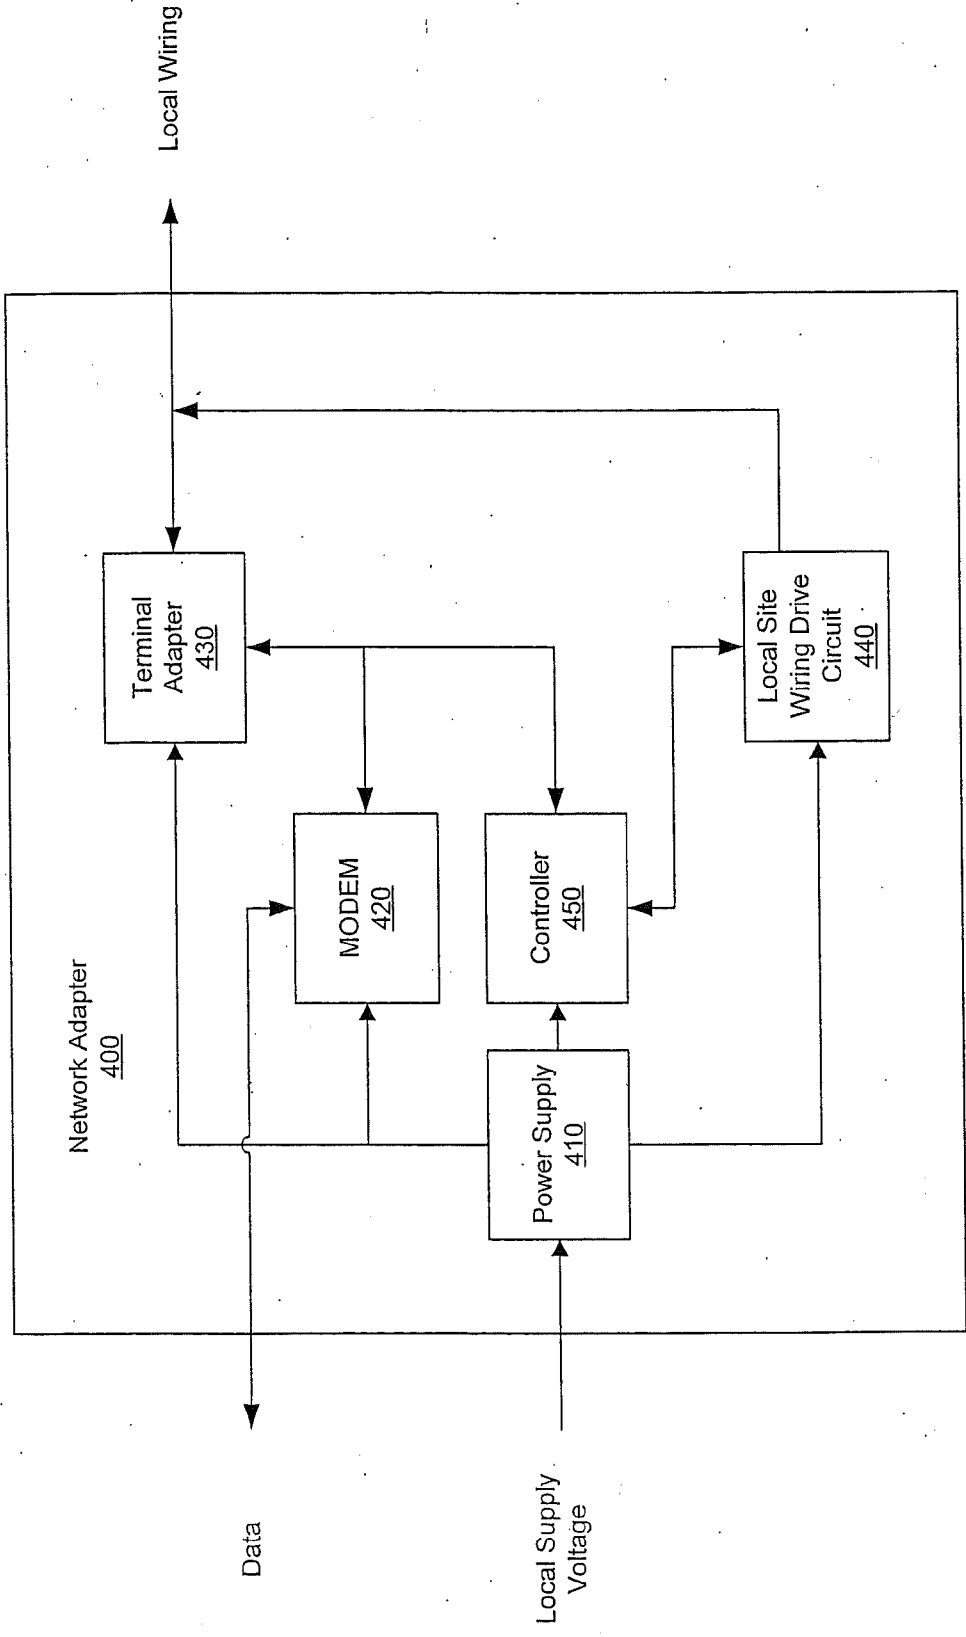 Network Adapter
400
Data
Local Supply
Voltage
Power Supply
410
MODEM
420
Controller
450
Terminal
Adapter
430
Local Site
Wiring Drive
Circuit
440
Local Wiring